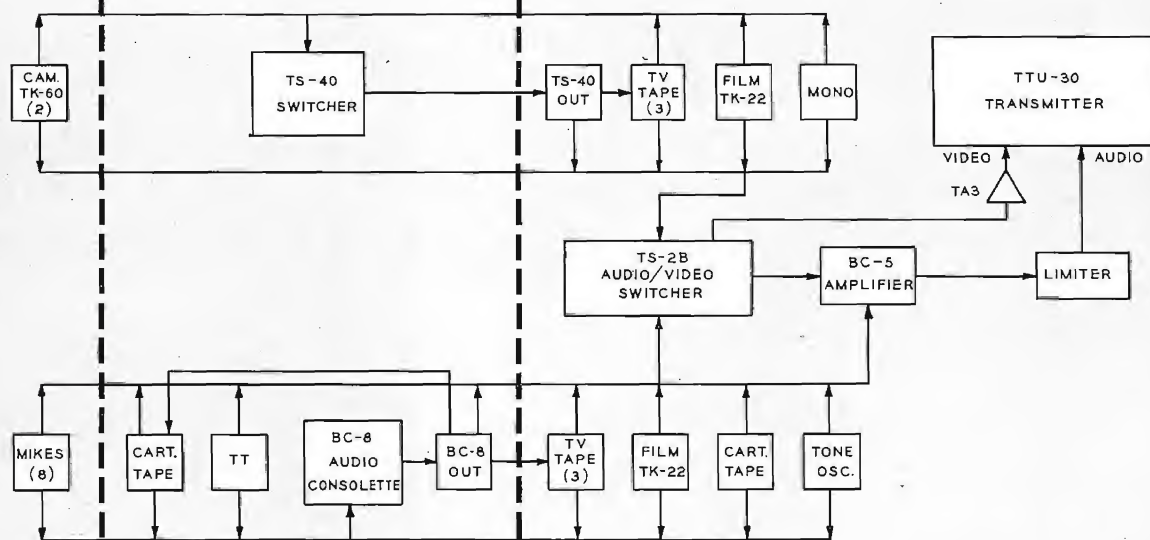 CAM.
TK-60
(2)
TS-40
SWITCHER
TS-40
OUT
TV
TAPE
(3)
FILM
TK-22
MONO
TTU-30
TRANSMITTER
VIDEO
AUDIO
TA3
TS-2B
AUDIO/VIDEO
SWITCHER
BC-5
AMPLIFIER
LIMITER
MIKES
(8)
CART.
TAPE
TT
BC-8
AUDIO
CONSOLETTE
BC-8
OUT
TV
TAPE
(3)
FILM
TK-22
CART.
TAPE
TONE
OSC.